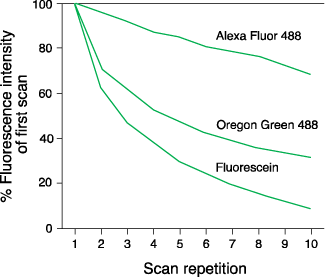 % Fluorescence intensity
of first scan
100
80
60
40
20
0
Alexa Fluor 488
Oregon Green 488
Fluorescein
1 2 3 4 5 6 7 8 9 10
Scan repetition